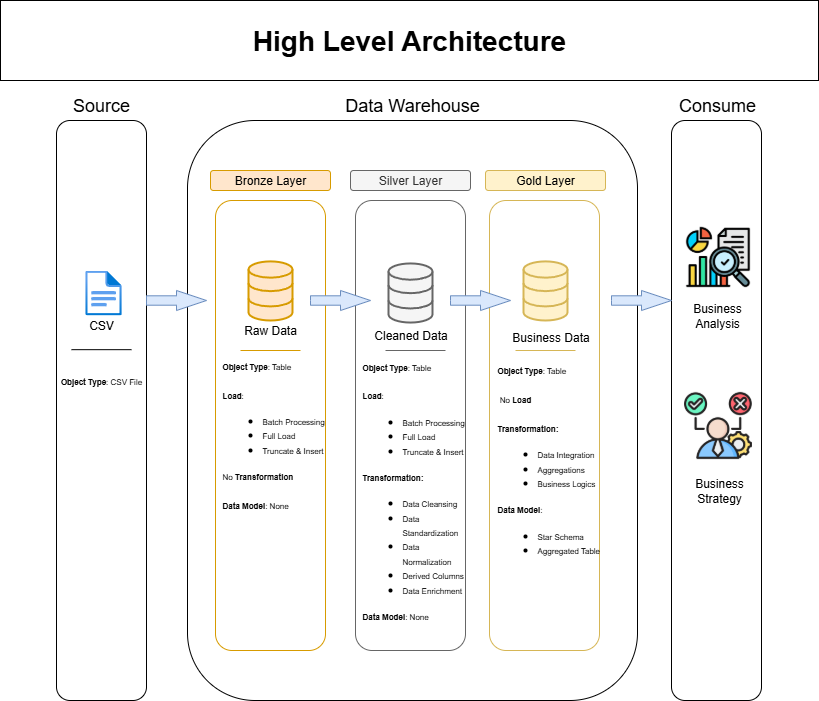 High Level Architecture
Source
Data Warehouse
Consume
CSV
Object Type: CSV File
Bronze Layer
Raw Data
Object Type: Table
Load:
Batch Processing
Full Load
Truncate & Insert
No Transformation
Data Model: None
Silver Layer
Cleaned Data
Object Type: Table
Load:
Batch Processing
Full Load
Truncate & Insert
Transformation:
Data Cleansing
Data
Standardization
Data
Normalization
Derived Columns
Data Enrichment
Data Model: None
Gold Layer
Business Data
Object Type: Table
No Load
Transformation:
Data Integration
Aggregations
Business Logics
Data Model:
Star Schema
Aggregated Table
Business
Analysis
Business
Strategy